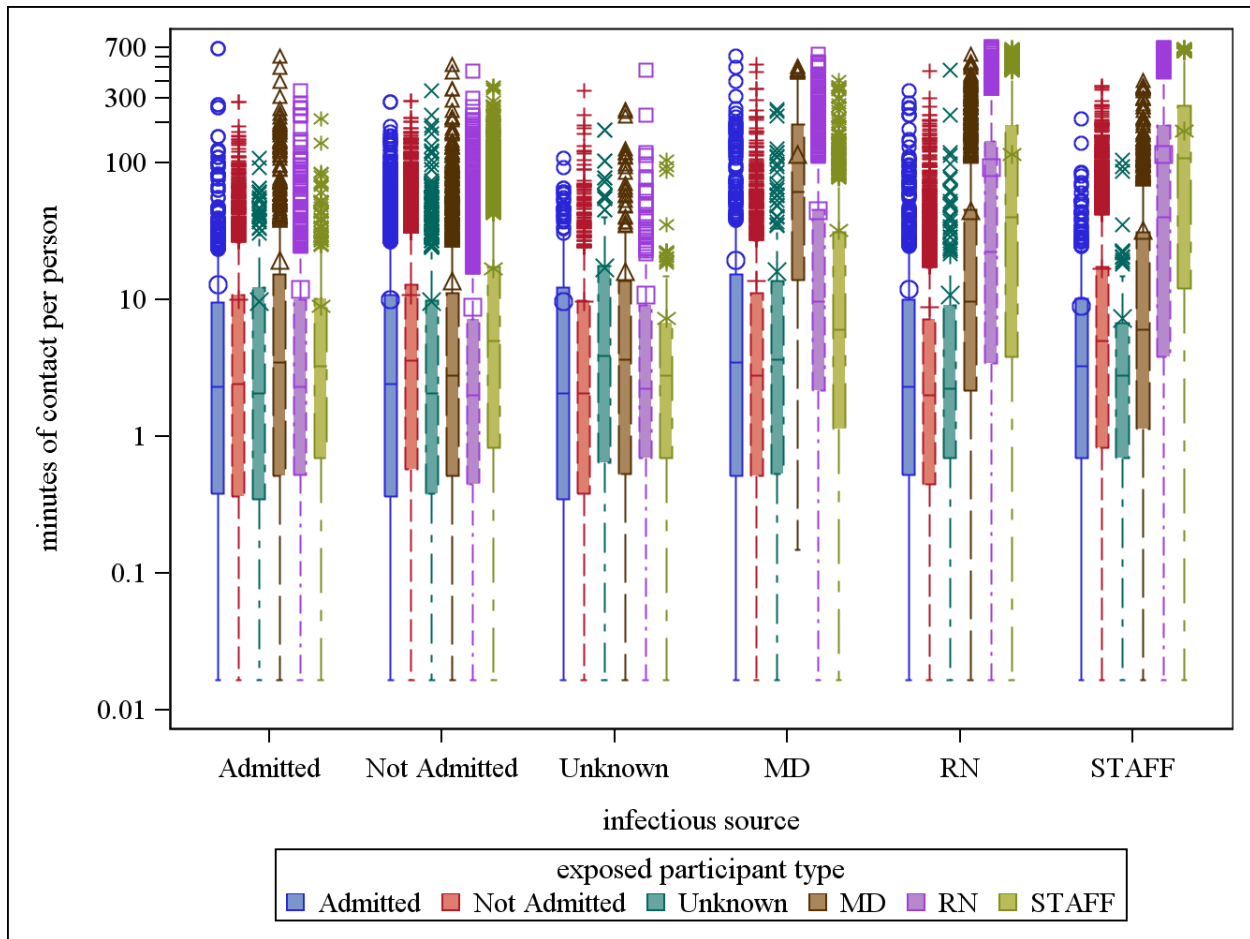 700
300
100
10
1
0.1
0.01
minutes of contact per person
Admitted Not Admitted Unknown MD RN STAFF
infectious source
exposed participant type
Admitted Not Admitted Unknown MD RN STAFF